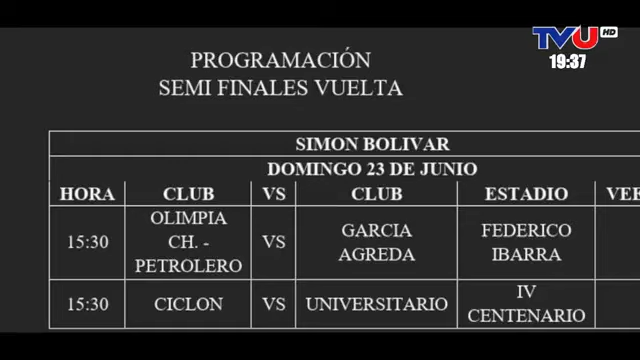 TVU HD
19:37
PROGRAMACIÓN
SEMI FINALES VUELTA
SIMON BOLIVAR
DOMINGO 23 DE JUNIO
HORA CLUB VS CLUB ESTADIO
15:30 OLIMPIA CH. - PETROLERO VS GARCIA AGREDA FEDERICO IBARRA
15:30 CICLON VS UNIVERSITARIO IV CENTENARIO